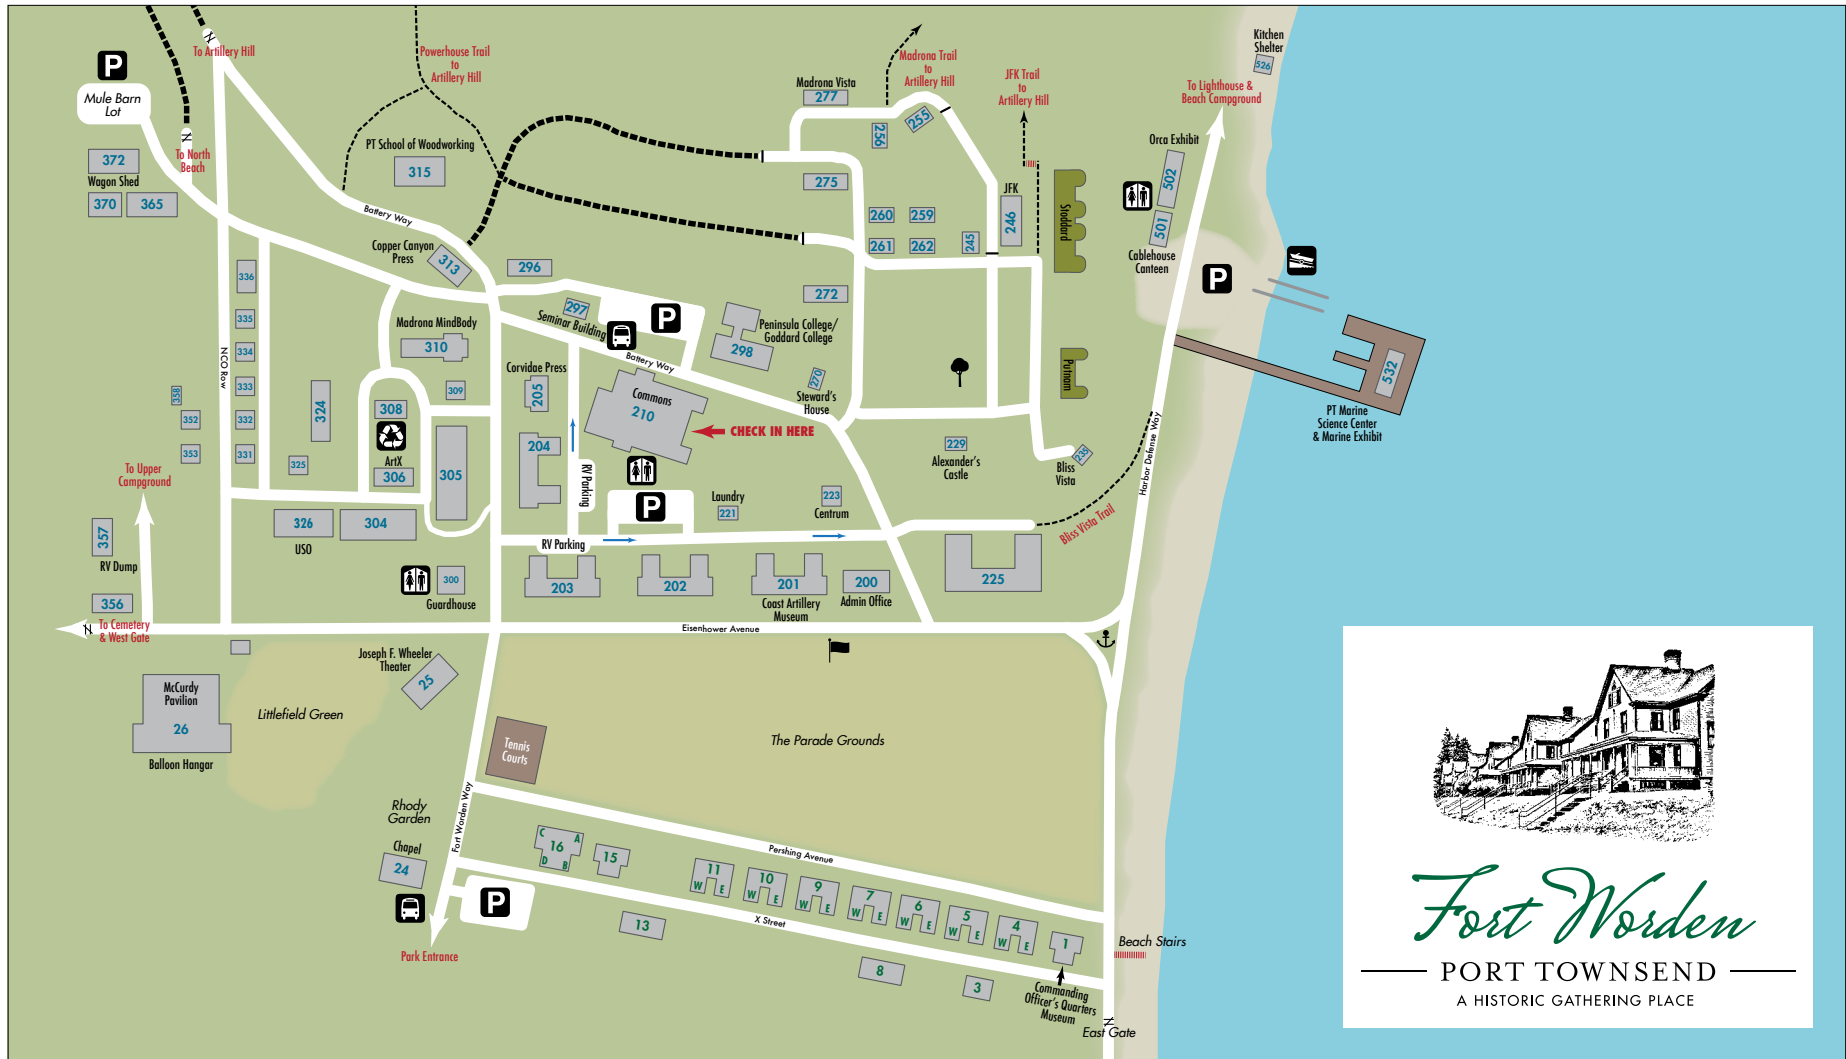 Kitchen
Shelter
526
To Artillery Hill
Powerhouse Trail
to
Artillery Hill
Madrona Trail
to
Artillery Hill
JFK Trail
to
Artillery Hill
To Lighthouse &
Beach Campground
P
Mule Barn
Lot
Madrona Vista
277
255
256
N
N
To North
Beach
372
Wagon Shed
370
365
PT School of Woodworking
315
275
Orca Exhibit
502
501
Cablehouse
Canteen
P
JFK
246
Stoddard
260
259
261
262
245
Battery Way
Copper Canyon
Press
313
296
297
Seminar Building
P
272
Peninsula College/
Goddard College
298
336
335
334
333
332
331
NCO Row
358
352
353
324
325
Madrona MindBody
310
309
308
ArtX
306
305
Corvidae Press
205
204
Battery Way
Commons
210
CHECK IN HERE
270
Steward's
House
Putnam
532
PT Marine
Science Center
& Marine Exhibit
229
Alexander's
Castle
Bliss
Vista
235
Harbor Defense Way
Bliss Vista Trail
To Upper
Campground
357
RV Dump
356
To Cemetery
& West Gate
N
326
USO
304
300
Guardhouse
RV Parking
RV Parking
P
Laundry
221
223
Centrum
203
202
201
Coast Artillery
Museum
200
Admin Office
225
Eisenhower Avenue
McCurdy
Pavilion
26
Balloon Hangar
Littlefield Green
Joseph F. Wheeler
Theater
25
Tennis
Courts
The Parade Grounds
Rhody
Garden
Chapel
24
Fort Worden Way
P
Park Entrance
C
A
16
D
B
15
Pershing Avenue
11
W E
10
W E
9
W E
7
W E
6
W E
5
W E
4
W E
1
X Street
13
8
3
Commanding
Officer's Quarters
Museum
Beach Stairs
N
East Gate
Fort Worden
PORT TOWNSEND
A HISTORIC GATHERING PLACE